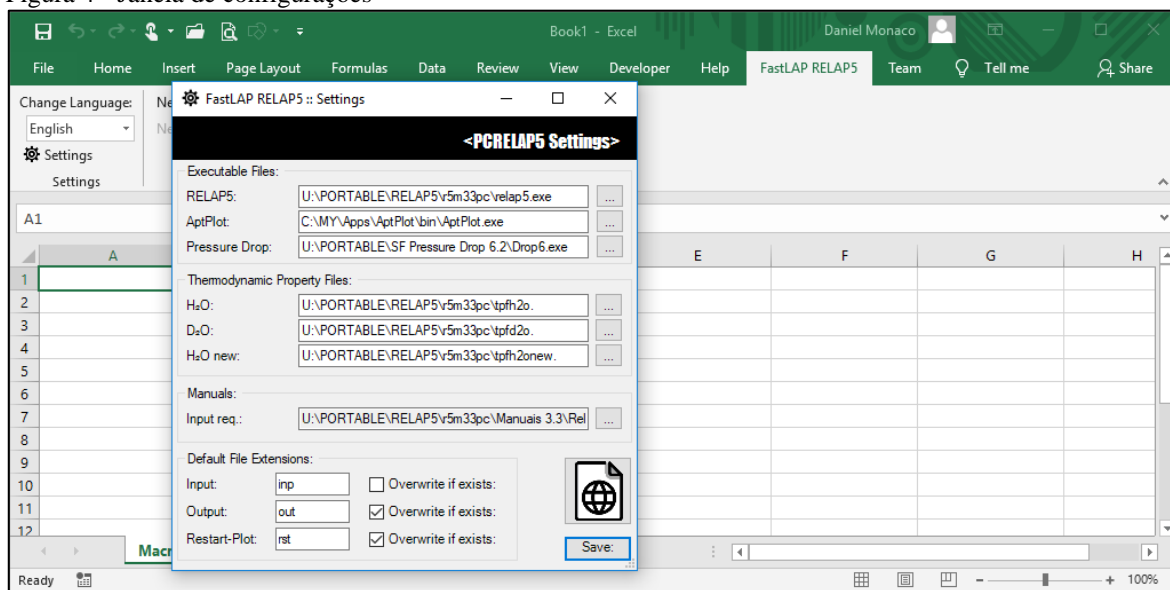 Figura 4 - Janela de configurações
Book1 - Excel
Daniel Monaco
File Home Insert Page Layout Formulas Data Review View Developer Help FastLAP RELAP5 Team Tell me Share
Change Language:
English
Settings
Settings
FastLAP RELAP5 :: Settings
<PCRELAP5 Settings>
Executable Files:
RELAP5: U:\PORTABLE\RELAP5\r5m33pc\relap5.exe ...
AptPlot: C:\MY\Apps\AptPlot\bin\AptPlot.exe ...
Pressure Drop: U:\PORTABLE\SF Pressure Drop 6.2\Drop6.exe ...
Thermodynamic Property Files:
H₂O: U:\PORTABLE\RELAP5\r5m33pc\tpfh2o. ...
D₂O: U:\PORTABLE\RELAP5\r5m33pc\tpfd2o. ...
H₂O new: U:\PORTABLE\RELAP5\r5m33pc\tpfh2onew. ...
Manuals:
Input req.: U:\PORTABLE\RELAP5\r5m33pc\Manuais 3.3\Rel ...
Default File Extensions:
Input: inp Overwrite if exists:
Output: out Overwrite if exists:
Restart-Plot: rst Overwrite if exists:
Save:
A1
A E F G H
1
2
3
4
5
6
7
8
9
10
11
12
Macr
Ready
100%